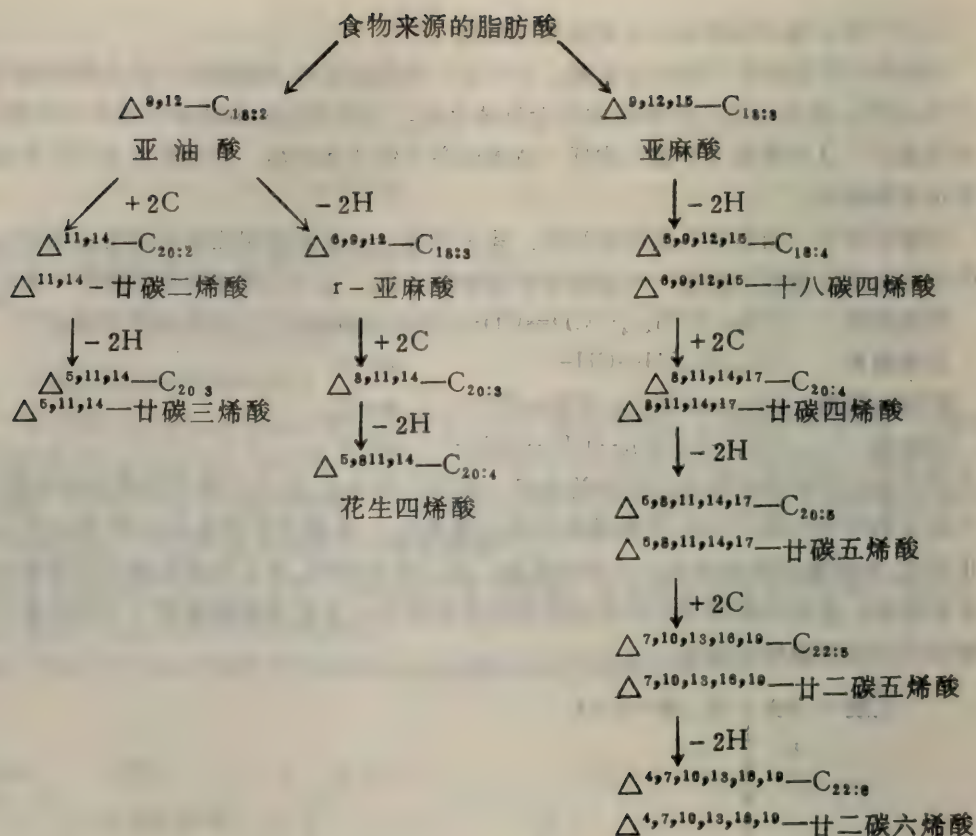 食物来源的脂肪酸
△9,12—C18:2
△9,12,15—C18:3
亚油酸
亚麻酸
+2C
-2H
-2H
△11,14—C20:2
△6,9,12—C18:3
△6,9,12,15—C18:4
△11,14-廿碳二烯酸
r-亚麻酸
△6,9,12,15—十八碳四烯酸
-2H
+2C
+2C
△5,11,14—C20 3
△8,11,14—C20:3
△8,11,14,17—C20:4
△5,11,14—廿碳三烯酸
△8,11,14,17—廿碳四烯酸
-2H
-2H
△5,811,14—C20:4
花生四烯酸
△5,8,11,14,17—C20:5
△5,8,11,14,17—廿碳五烯酸
+2C
△7,10,13,16,19—C22:5
△7,10,13,16,19—廿二碳五烯酸
-2H
△4,7,10,13,16,19—C22:6
△4,7,10,13,16,19—廿二碳六烯酸